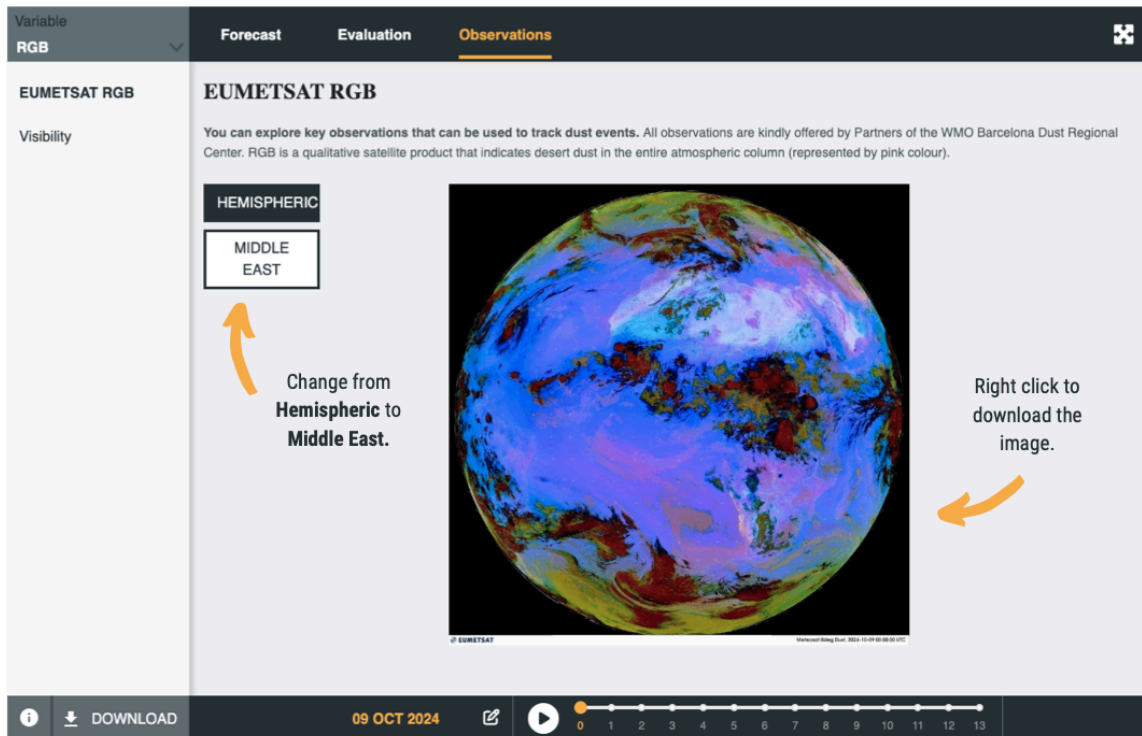 Variable
RGB
Forecast
Evaluation
Observations
EUMETSAT RGB
Visibility
EUMETSAT RGB
You can explore key observations that can be used to track dust events. All observations are kindly offered by Partners of the WMO Barcelona Dust Regional
Center. RGB is a qualitative satellite product that indicates desert dust in the entire atmospheric column (represented by pink colour).
HEMISPHERIC
MIDDLE
EAST
Change from
Hemispheric to
Middle East.
Right click to
download the
image.
EUMETSAT
DOWNLOAD
09 OCT 2024
0 1 2 3 4 5 6 7 8 9 10 11 12 13